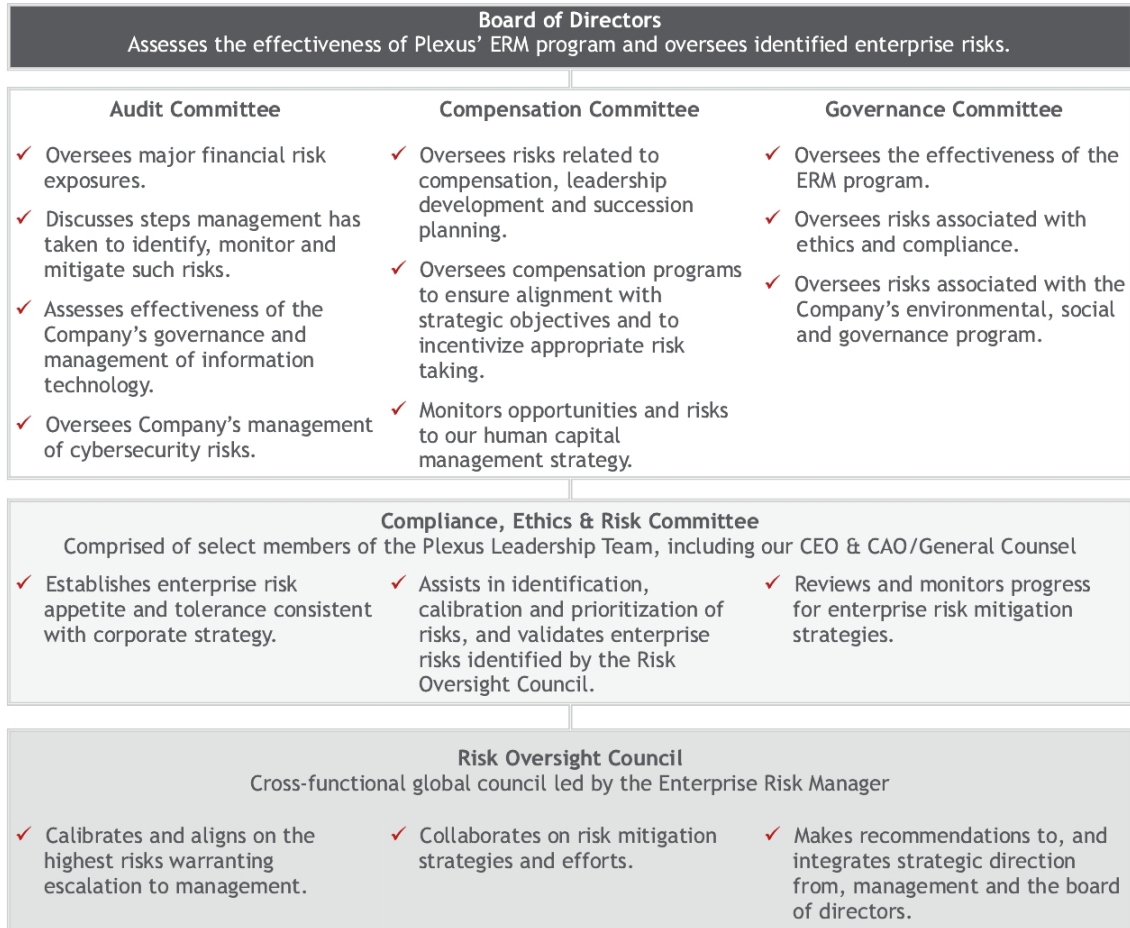 Board of Directors
Assesses the effectiveness of Plexus’ ERM program and oversees identified enterprise risks.
Audit Committee
✓ Oversees major financial risk
exposures.
✓ Discusses steps management has
taken to identify, monitor and
mitigate such risks.
✓ Assesses effectiveness of the
Company’s governance and
management of information
technology.
✓ Oversees Company’s management
of cybersecurity risks.
Compensation Committee
✓ Oversees risks related to
compensation, leadership
development and succession
planning.
✓ Oversees compensation programs
to ensure alignment with
strategic objectives and to
incentivize appropriate risk
taking.
✓ Monitors opportunities and risks
to our human capital
management strategy.
Governance Committee
✓ Oversees the effectiveness of the
ERM program.
✓ Oversees risks associated with
ethics and compliance.
✓ Oversees risks associated with the
Company’s environmental, social
and governance program.
Compliance, Ethics & Risk Committee
Comprised of select members of the Plexus Leadership Team, including our CEO & CAO/General Counsel
✓ Establishes enterprise risk
appetite and tolerance consistent
with corporate strategy.
✓ Assists in identification,
calibration and prioritization of
risks, and validates enterprise
risks identified by the Risk
Oversight Council.
✓ Reviews and monitors progress
for enterprise risk mitigation
strategies.
Risk Oversight Council
Cross-functional global council led by the Enterprise Risk Manager
✓ Calibrates and aligns on the
highest risks warranting
escalation to management.
✓ Collaborates on risk mitigation
strategies and efforts.
✓ Makes recommendations to, and
integrates strategic direction
from, management and the board
of directors.